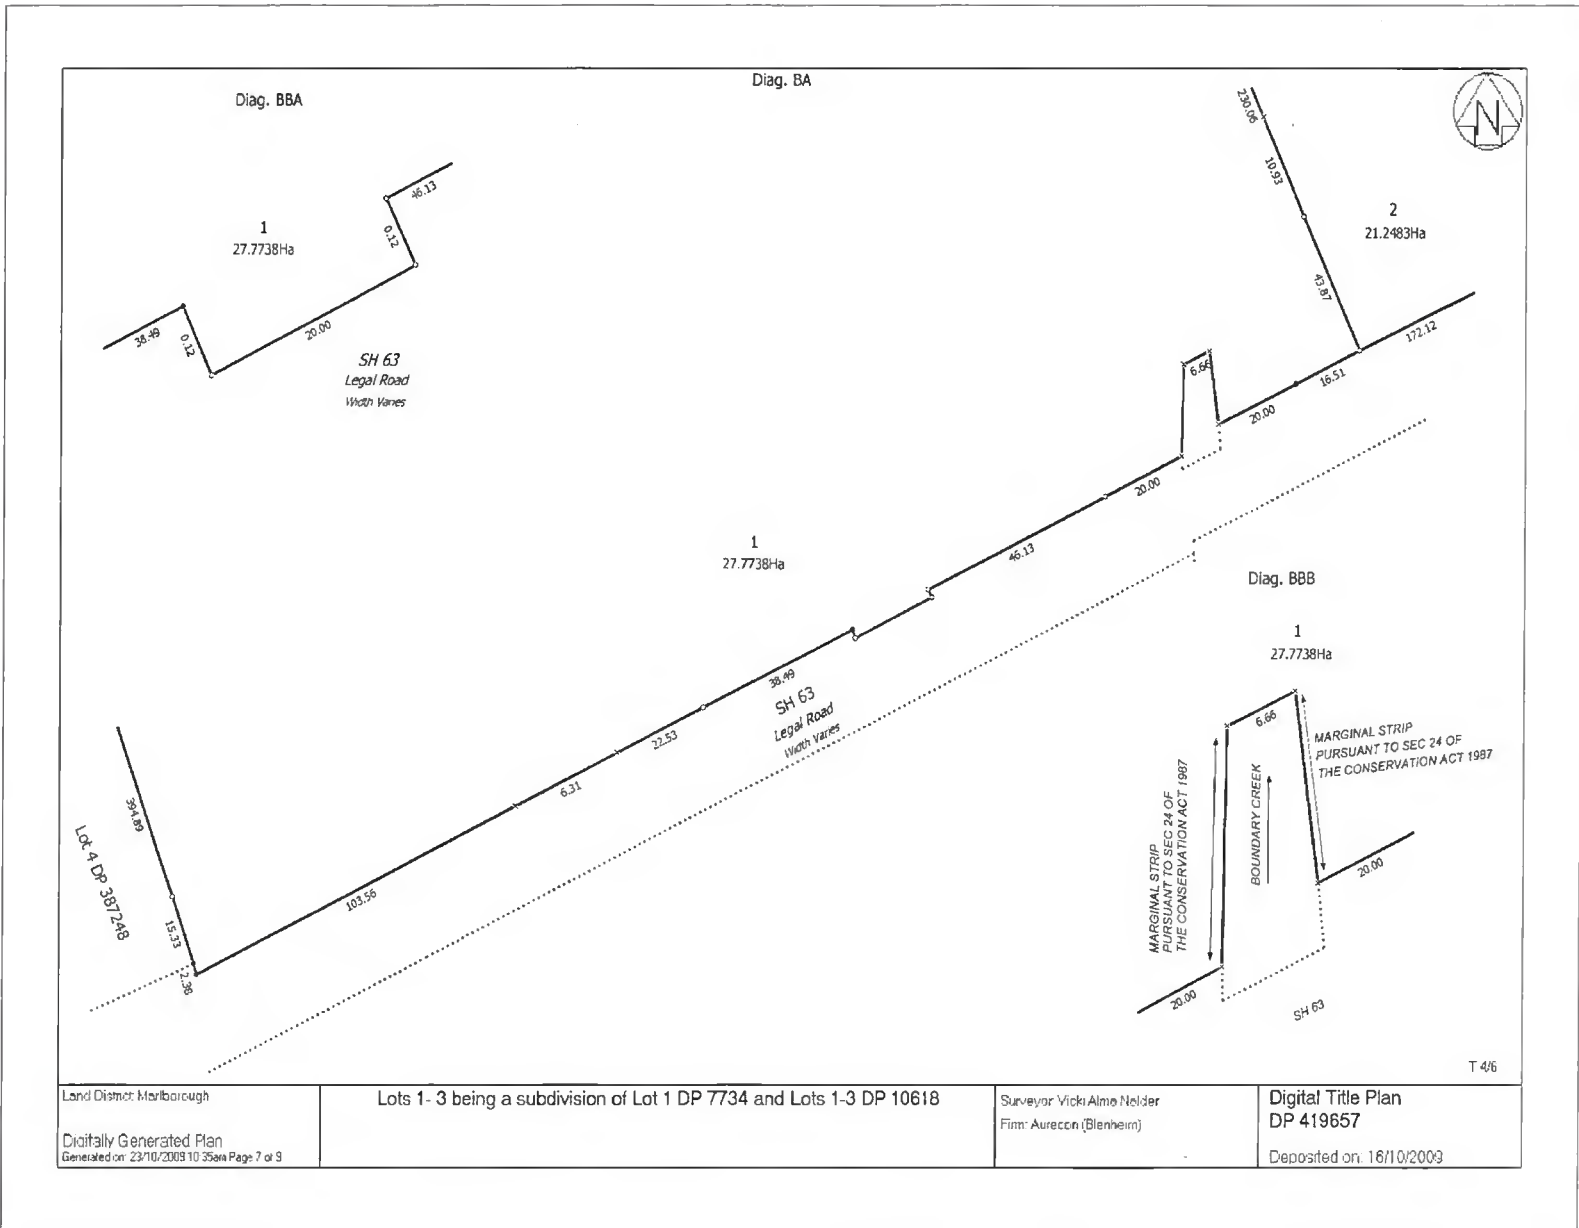 Diag. BA
Diag. BBA
1
27.7738Ha
46.13
0.12
38.49
0.12
20.00
SH 63
Legal Road
Width Varies
230.06
10.93
43.87
N
2
21.2483Ha
172.12
16.51
20.00
6.66
20.00
46.13
1
27.7738Ha
38.49
SH 63
Legal Road
Width Varies
22.53
6.31
103.56
394.89
15.33
2.38
Lot 4 DP 387248
Diag. BBB
1
27.7738Ha
6.66
MARGINAL STRIP
PURSUANT TO SEC 24 OF
THE CONSERVATION ACT 1987
BOUNDARY CREEK
MARGINAL STRIP
PURSUANT TO SEC 24 OF
THE CONSERVATION ACT 1987
20.00
20.00
SH 63
T 4/6
Land District: Marlborough
Digitally Generated Plan
Generated on: 23/10/2009 10:35am Page 7 of 9
Lots 1- 3 being a subdivision of Lot 1 DP 7734 and Lots 1-3 DP 10618
Surveyor: Vicki Alma Nalder
Firm: Aurecon (Blenheim)
Digital Title Plan
DP 419657
Deposited on: 16/10/2009